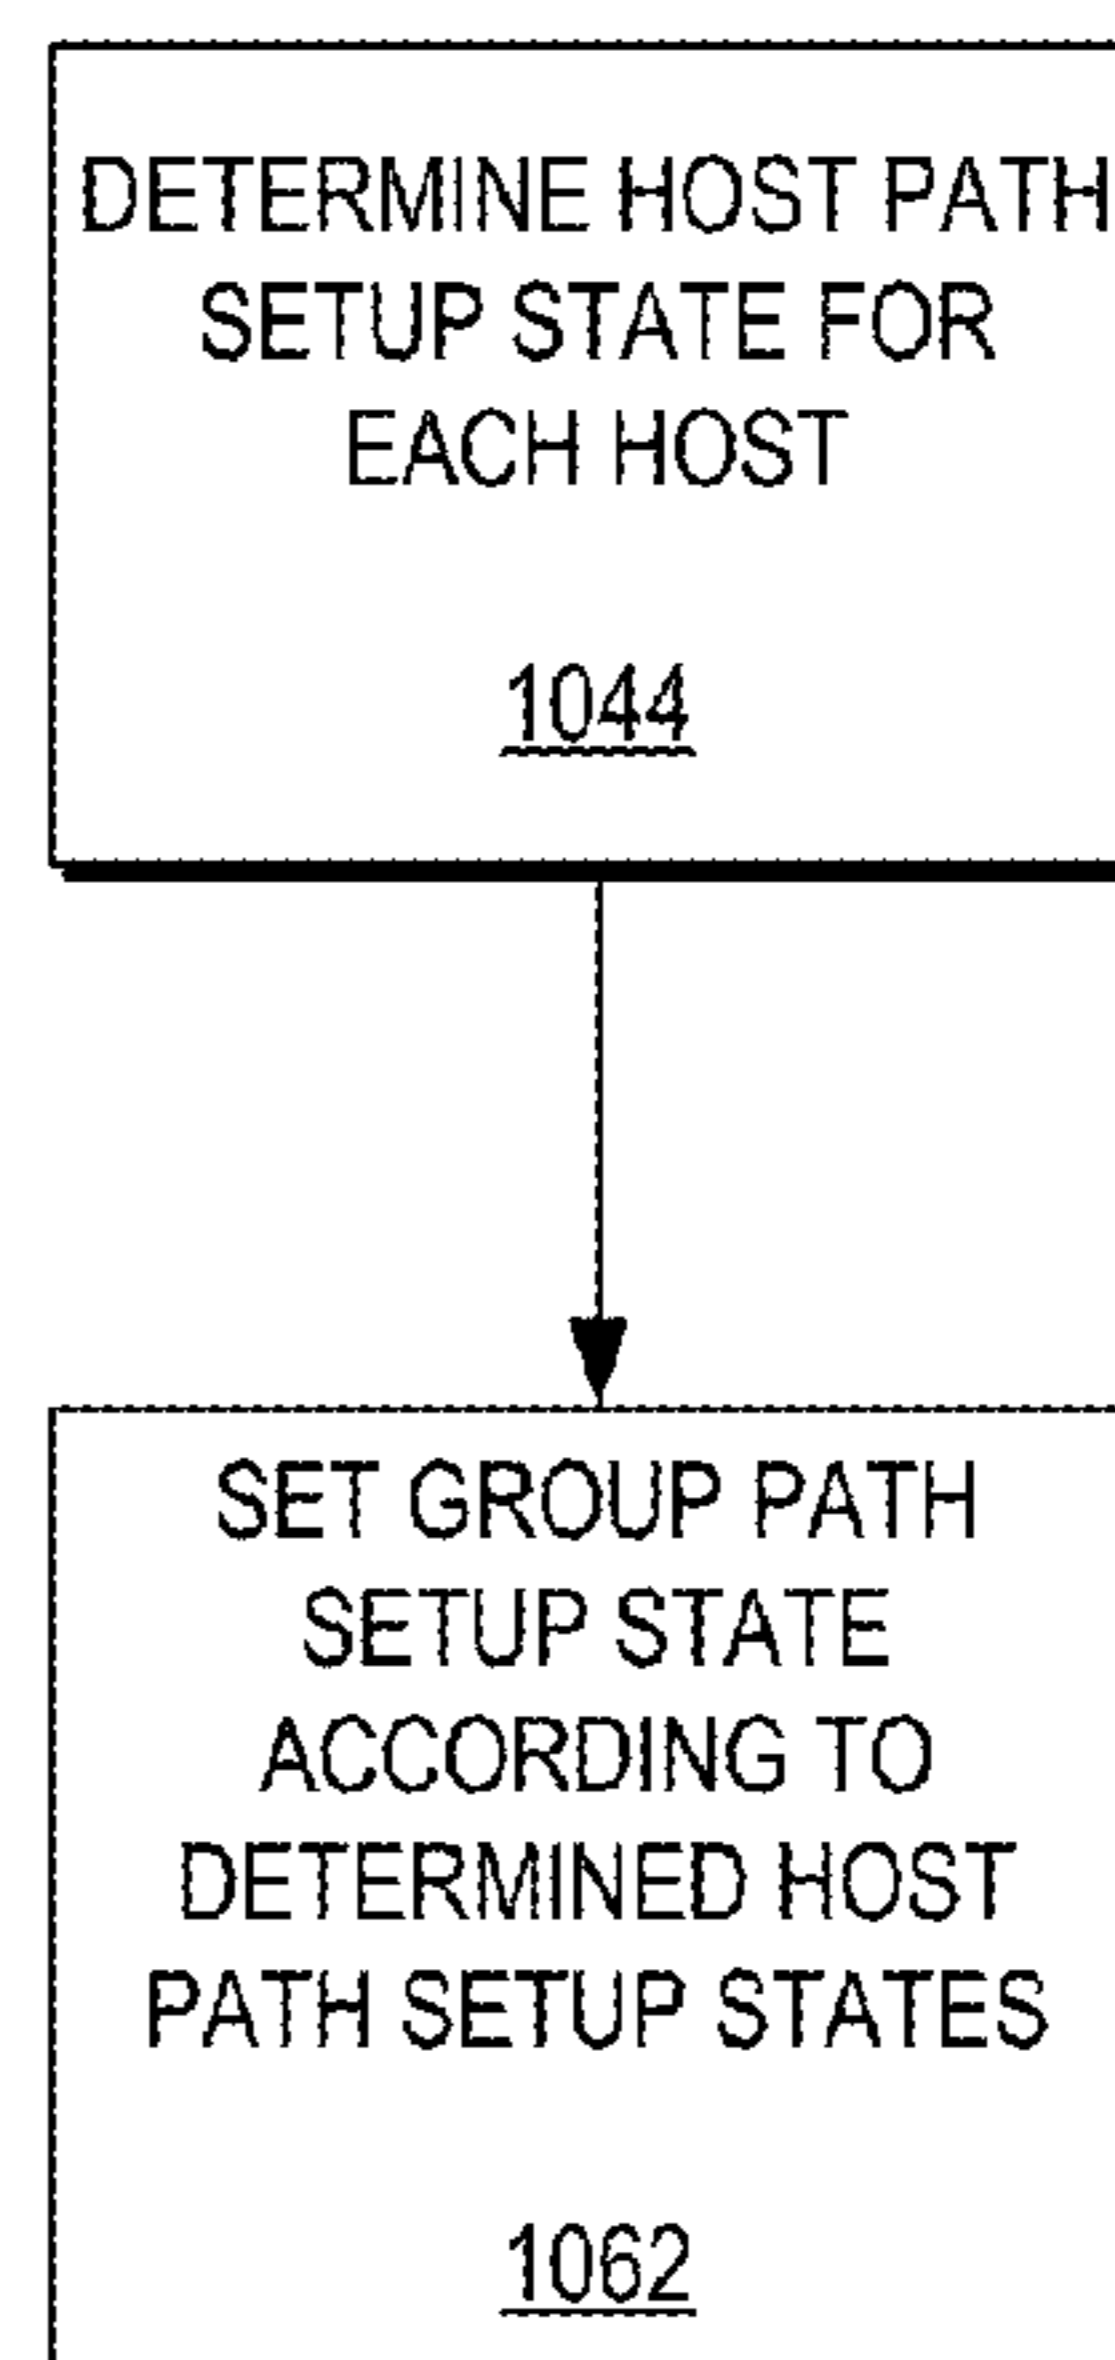 DETERMINE HOST PATH
SETUP STATE FOR
EACH HOST
1044
SET GROUP PATH
SETUP STATE
ACCORDING TO
DETERMINED HOST
PATH SETUP STATES
1062